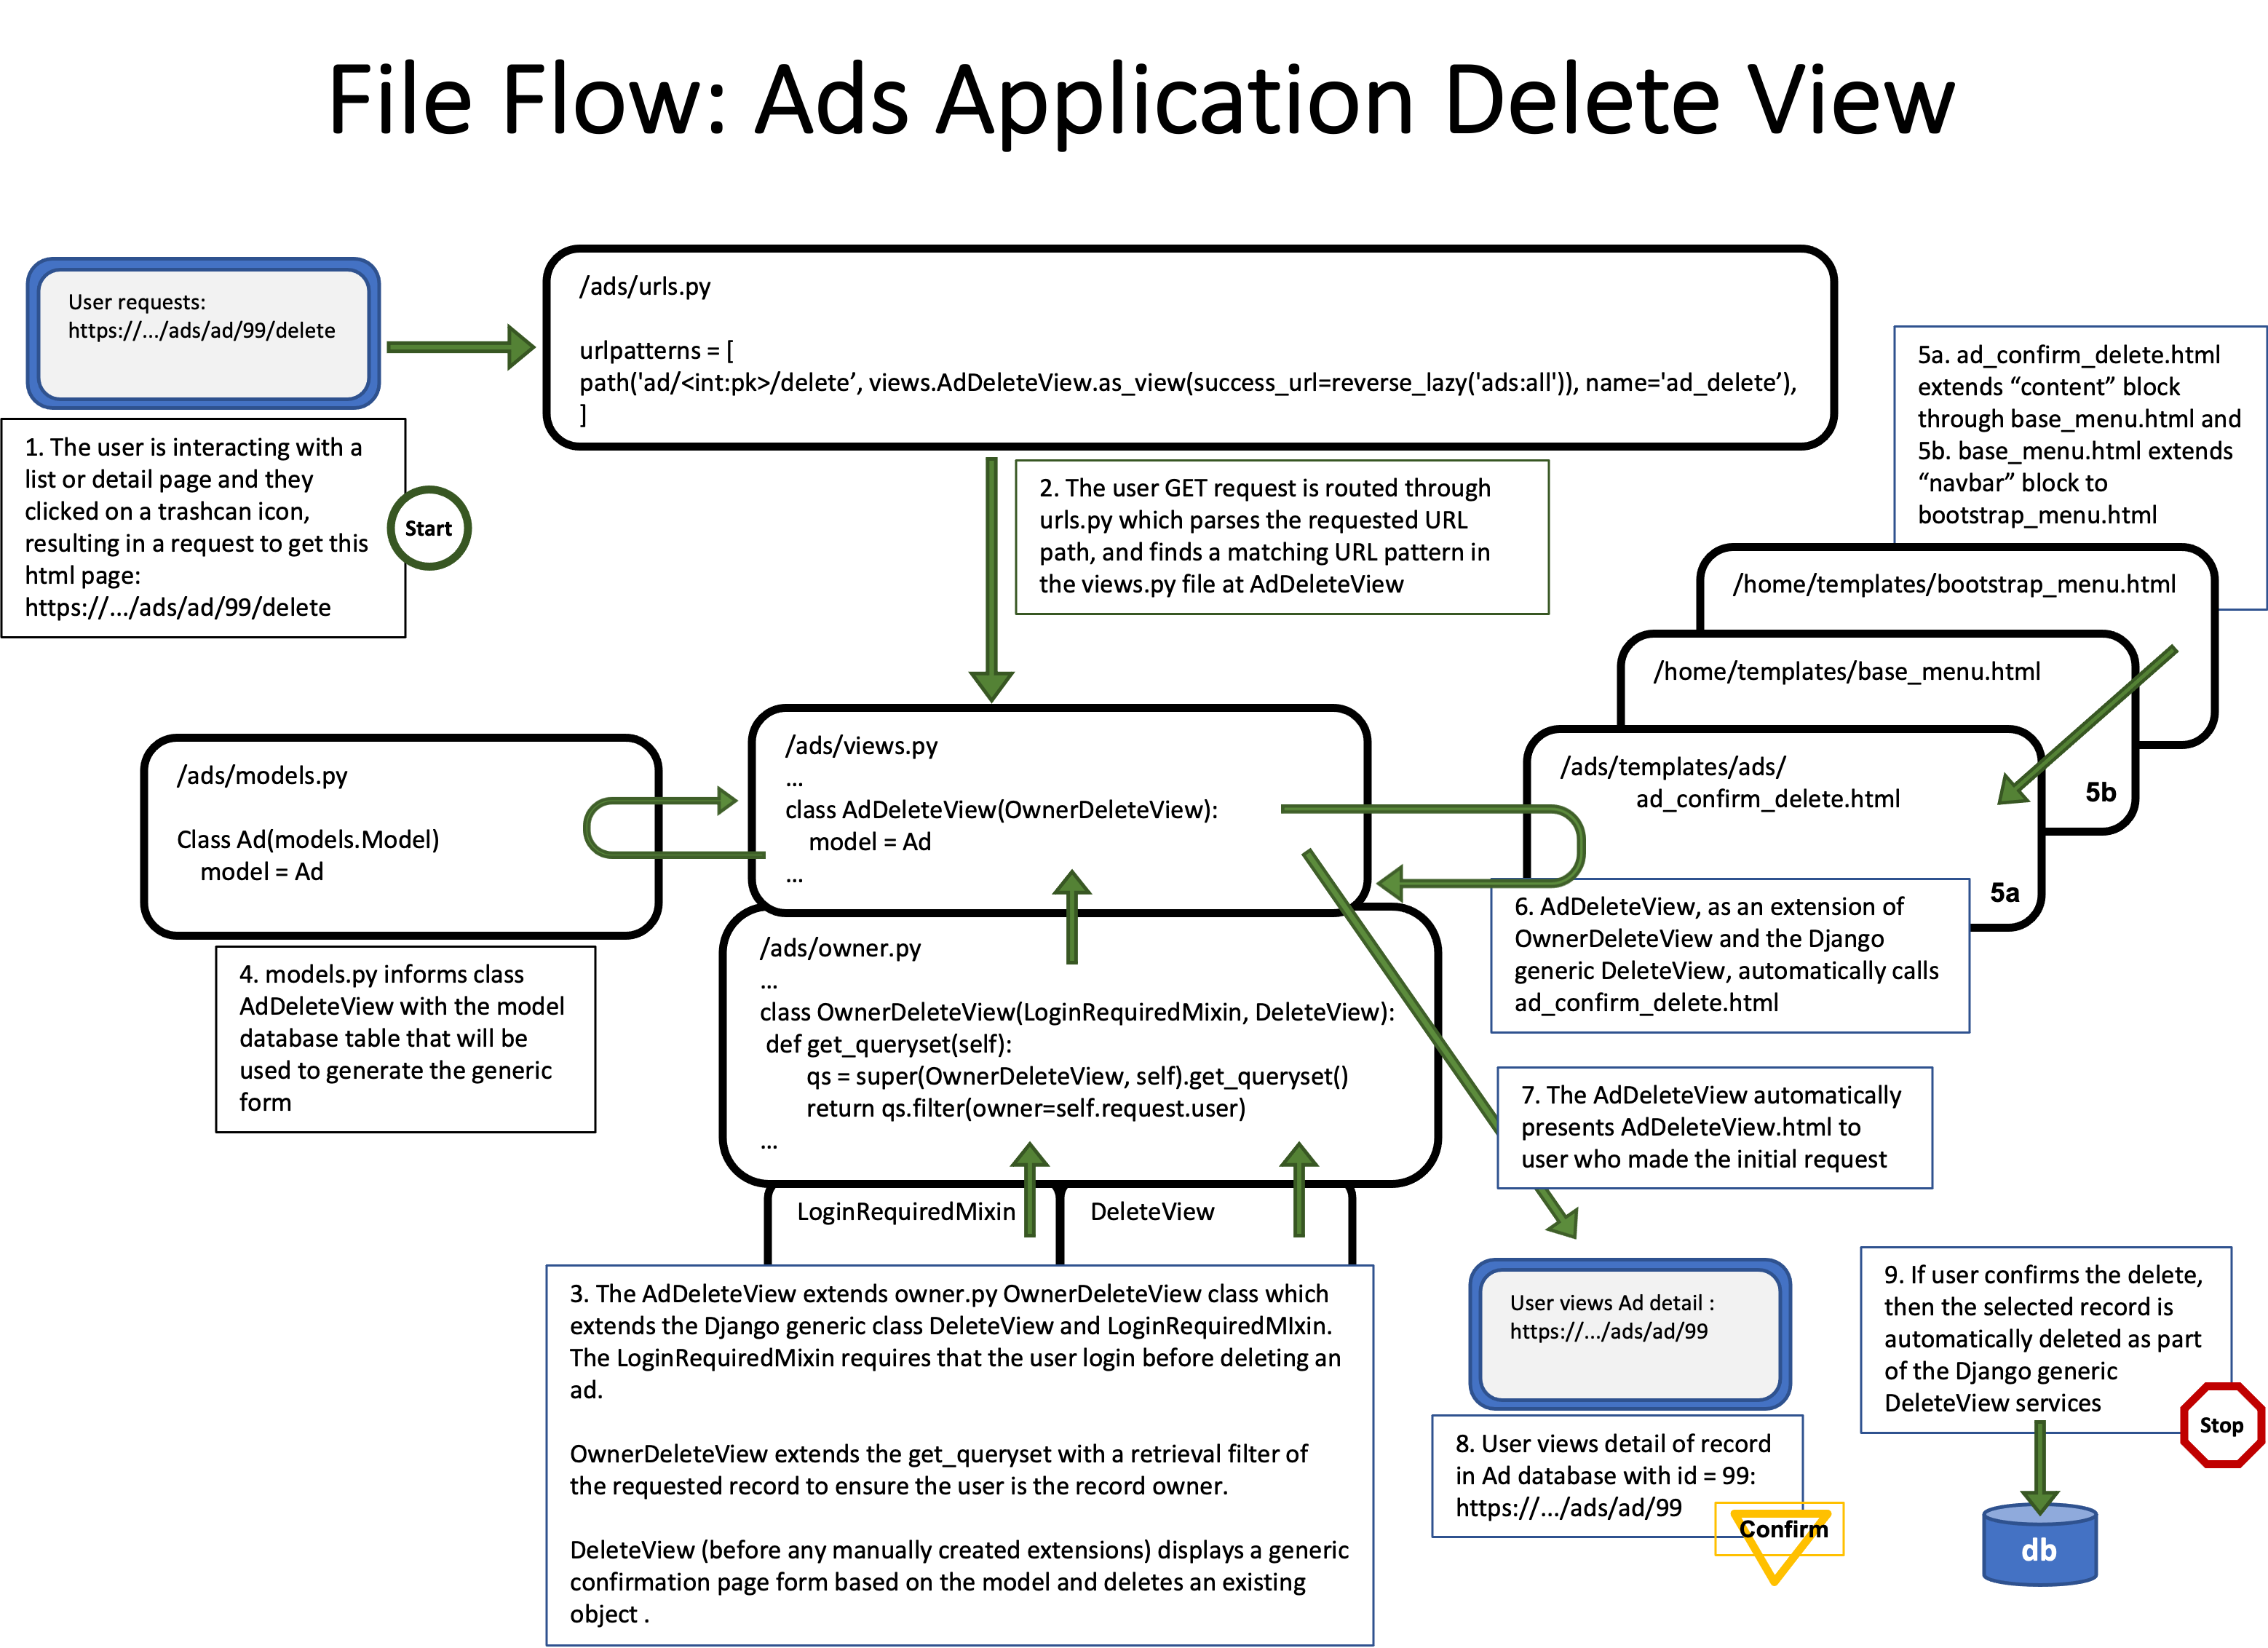 File Flow: Ads Application Delete View
User requests:
https://.../ads/ad/99/delete
1. The user is interacting with a
list or detail page and they
clicked on a trashcan icon,
resulting in a request to get this
html page:
https://.../ads/ad/99/delete
Start
/ads/urls.py
urlpatterns = [
path('ad/<int:pk>/delete’, views.AdDeleteView.as_view(success_url=reverse_lazy('ads:all')), name='ad_delete’),
]
2. The user GET request is routed through
urls.py which parses the requested URL
path, and finds a matching URL pattern in
the views.py file at AdDeleteView
5a. ad_confirm_delete.html
extends “content” block
through base_menu.html and
5b. base_menu.html extends
“navbar” block to
bootstrap_menu.html
/home/templates/bootstrap_menu.html
/home/templates/base_menu.html
5b
/ads/templates/ads/
ad_confirm_delete.html
5a
/ads/models.py
Class Ad(models.Model)
model = Ad
4. models.py informs class
AdDeleteView with the model
database table that will be
used to generate the generic
form
/ads/views.py
...
class AdDeleteView(OwnerDeleteView):
model = Ad
...
/ads/owner.py
...
class OwnerDeleteView(LoginRequiredMixin, DeleteView):
def get_queryset(self):
qs = super(OwnerDeleteView, self).get_queryset()
return qs.filter(owner=self.request.user)
...
LoginRequiredMixin
DeleteView
3. The AdDeleteView extends owner.py OwnerDeleteView class which
extends the Django generic class DeleteView and LoginRequiredMIxin.
The LoginRequiredMixin requires that the user login before deleting an
ad.
OwnerDeleteView extends the get_queryset with a retrieval filter of
the requested record to ensure the user is the record owner.
DeleteView (before any manually created extensions) displays a generic
confirmation page form based on the model and deletes an existing
object .
6. AdDeleteView, as an extension of
OwnerDeleteView and the Django
generic DeleteView, automatically calls
ad_confirm_delete.html
7. The AdDeleteView automatically
presents AdDeleteView.html to
user who made the initial request
User views Ad detail :
https://.../ads/ad/99
8. User views detail of record
in Ad database with id = 99:
https://.../ads/ad/99
Confirm
9. If user confirms the delete,
then the selected record is
automatically deleted as part
of the Django generic
DeleteView services
Stop
db